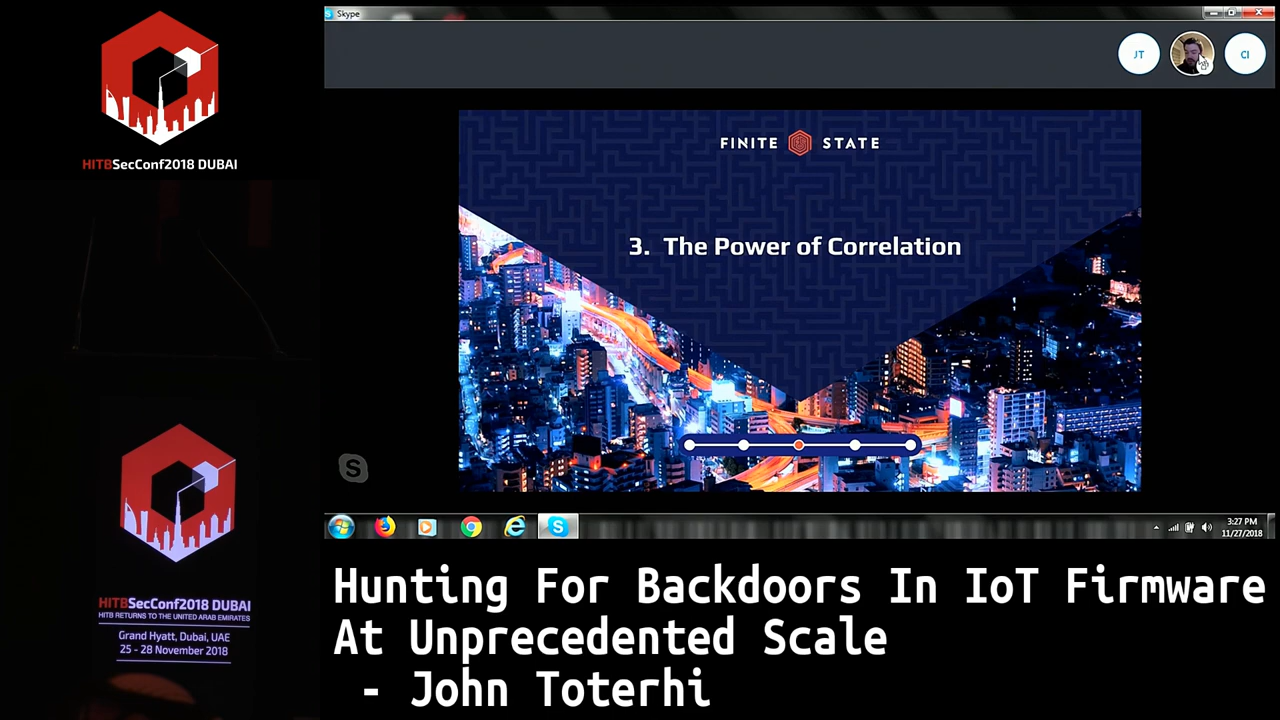 HITBSecConf2018 DUBAI
Skype
JT
CI
FINITE STATE
3. The Power of Correlation
3:27 PM
11/27/2018
HITBSecConf2018 DUBAI
HITB RETURNS TO THE UNITED ARAB EMIRATES
Grand Hyatt, Dubai, UAE
25 - 28 November 2018
Hunting For Backdoors In IoT Firmware
At Unprecedented Scale
- John Toterhi